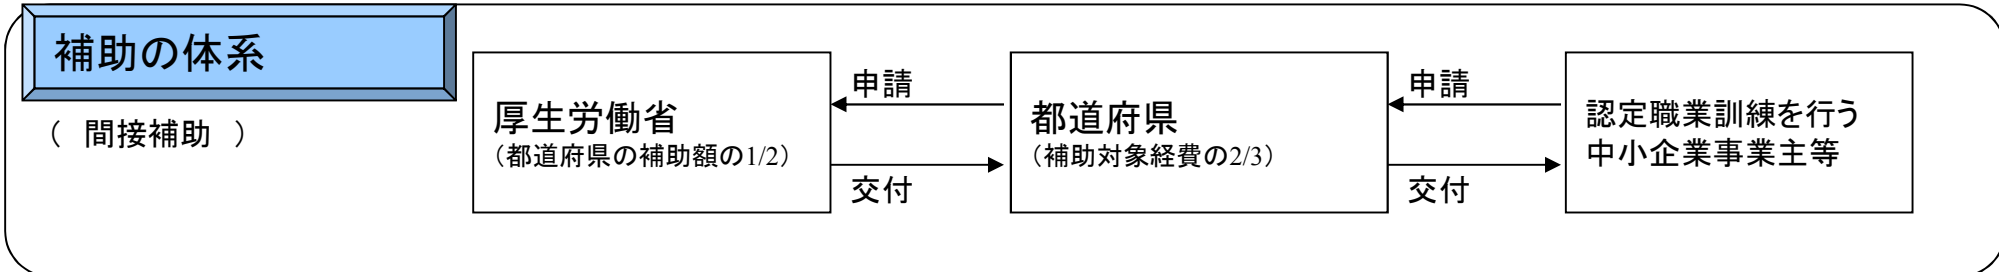 補助の体系
（ 間接補助 ）
厚生労働省
（都道府県の補助額の1/2）
申請
交付
都道府県
（補助対象経費の2/3）
申請
交付
認定職業訓練を行う
中小企業事業主等